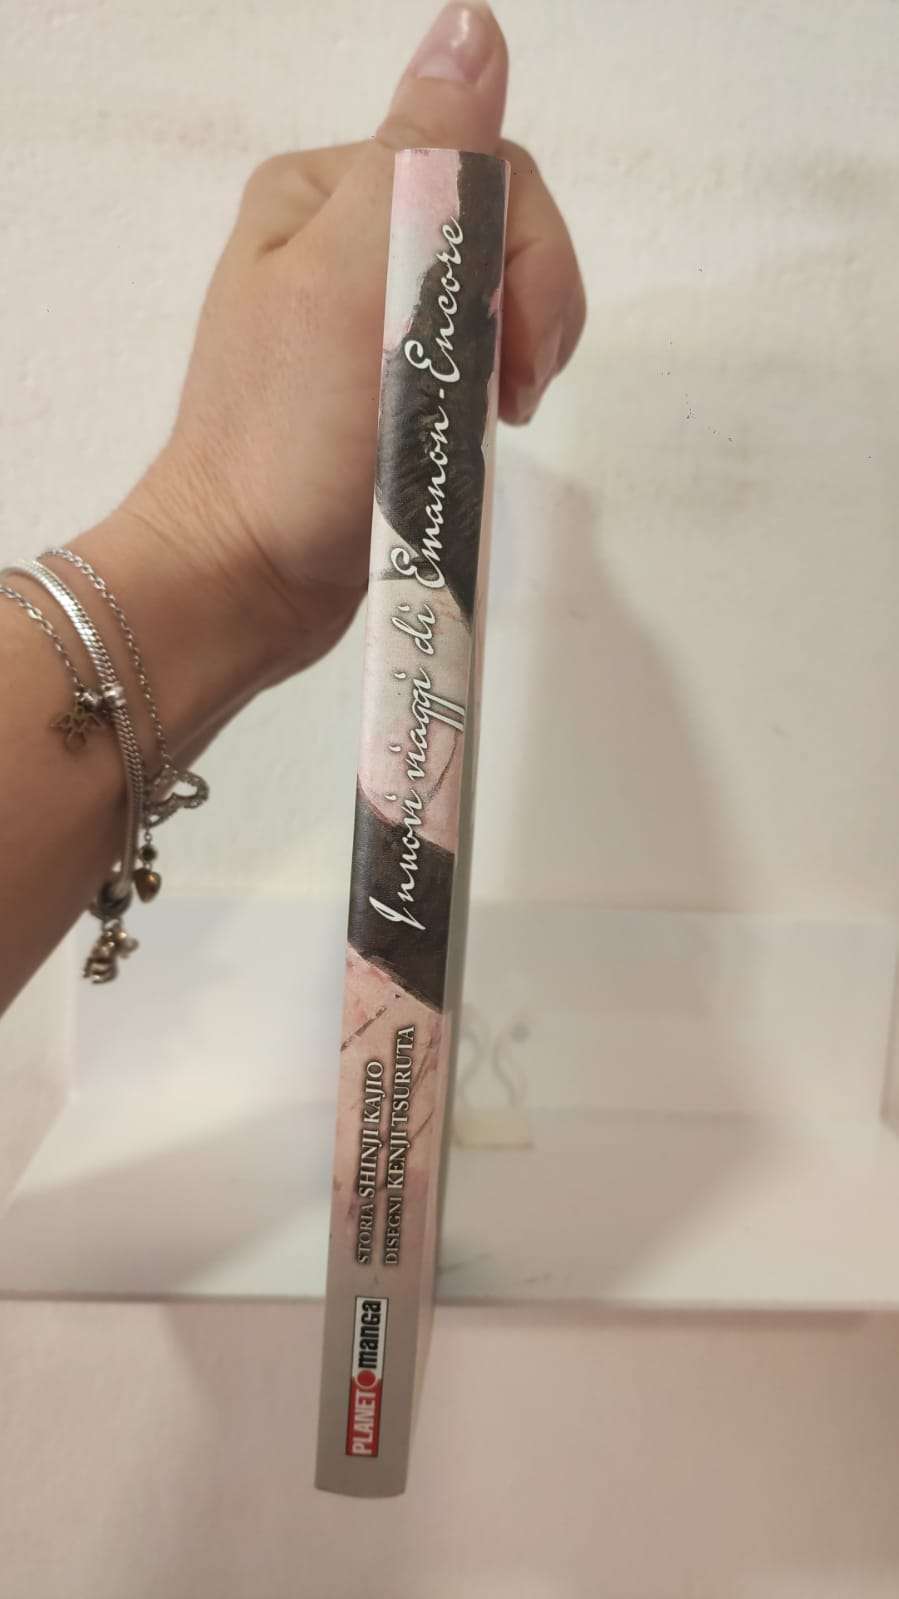 I nuovi viaggi di Emanon - Encore
STORIA SHINJI KAJIO
DISEGNI KENJI TSURUTA
PLANET manga